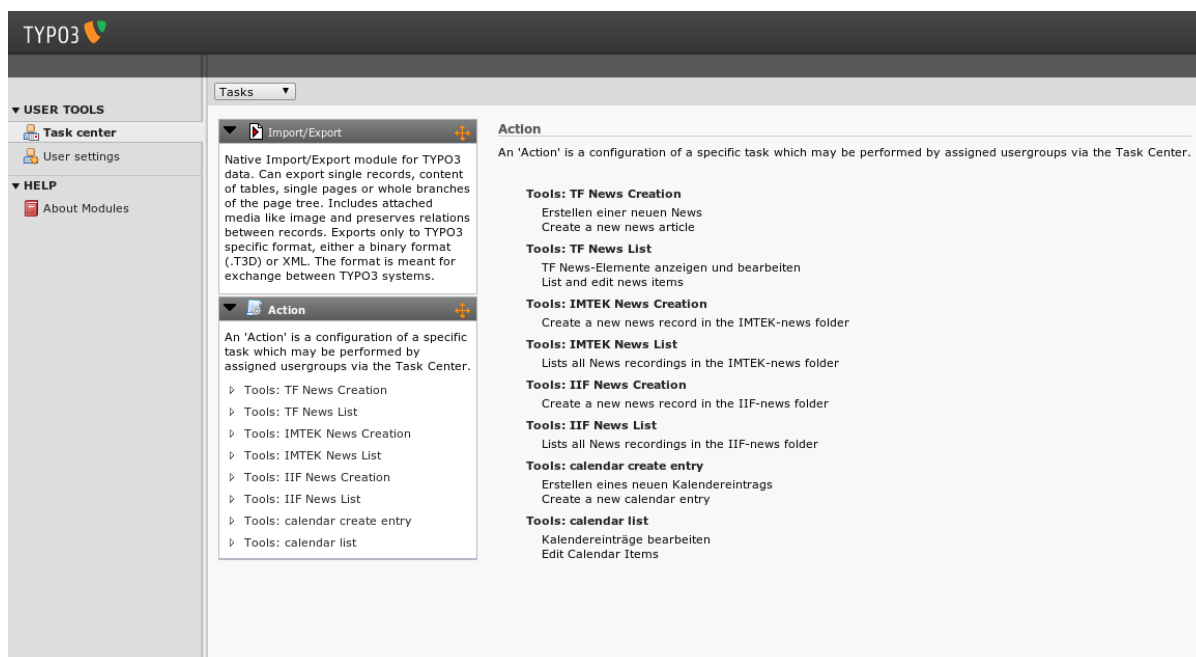 TYPO3
Tasks
USER TOOLS
Task center
User settings
HELP
About Modules
Import/Export
Native Import/Export module for TYPO3
data. Can export single records, content
of tables, single pages or whole branches
of the page tree. Includes attached
media like image and preserves relations
between records. Exports only to TYPO3
specific format, either a binary format
(.T3D) or XML. The format is meant for
exchange between TYPO3 systems.
Action
An 'Action' is a configuration of a specific
task which may be performed by
assigned usergroups via the Task Center.
Tools: TF News Creation
Tools: TF News List
Tools: IMTEK News Creation
Tools: IMTEK News List
Tools: IIF News Creation
Tools: IIF News List
Tools: calendar create entry
Tools: calendar list
Action
An 'Action' is a configuration of a specific task which may be performed by assigned usergroups via the Task Center.
Tools: TF News Creation
Erstellen einer neuen News
Create a new news article
Tools: TF News List
TF News-Elemente anzeigen und bearbeiten
List and edit news items
Tools: IMTEK News Creation
Create a new news record in the IMTEK-news folder
Tools: IMTEK News List
Lists all News recordings in the IMTEK-news folder
Tools: IIF News Creation
Create a new news record in the IIF-news folder
Tools: IIF News List
Lists all News recordings in the IIF-news folder
Tools: calendar create entry
Erstellen eines neuen Kalendereintrags
Create a new calendar entry
Tools: calendar list
Kalendereinträge bearbeiten
Edit Calendar Items